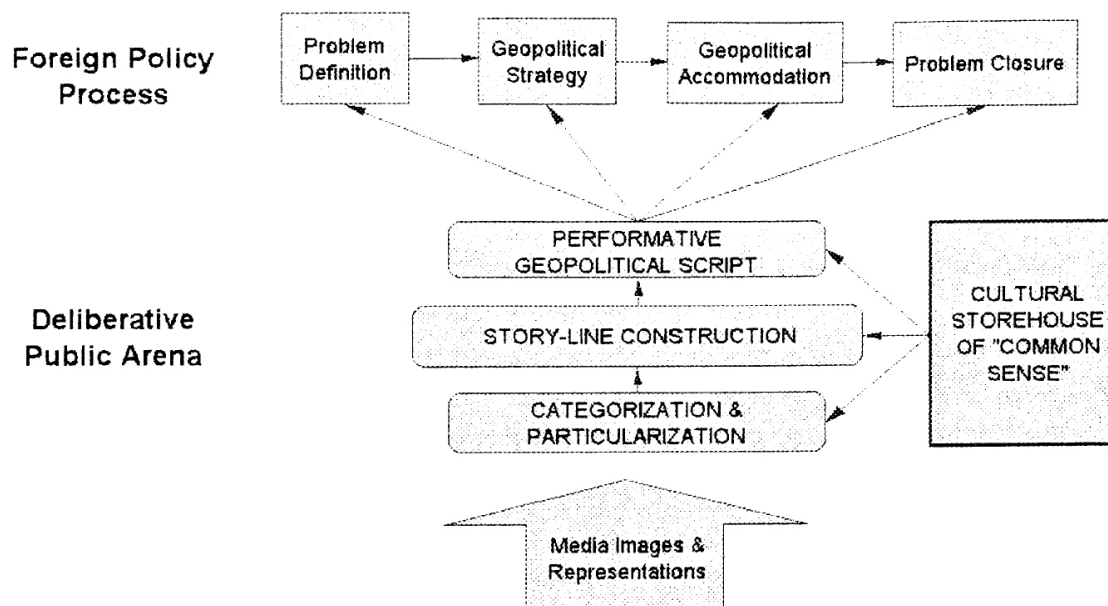 Foreign Policy
Process
Problem
Definition
Geopolitical
Strategy
Geopolitical
Accommodation
Problem Closure
Deliberative
Public Arena
PERFORMATIVE
GEOPOLITICAL SCRIPT
STORY-LINE CONSTRUCTION
CATEGORIZATION &
PARTICULARIZATION
CULTURAL
STOREHOUSE
OF "COMMON
SENSE"
Media Images &
Representations